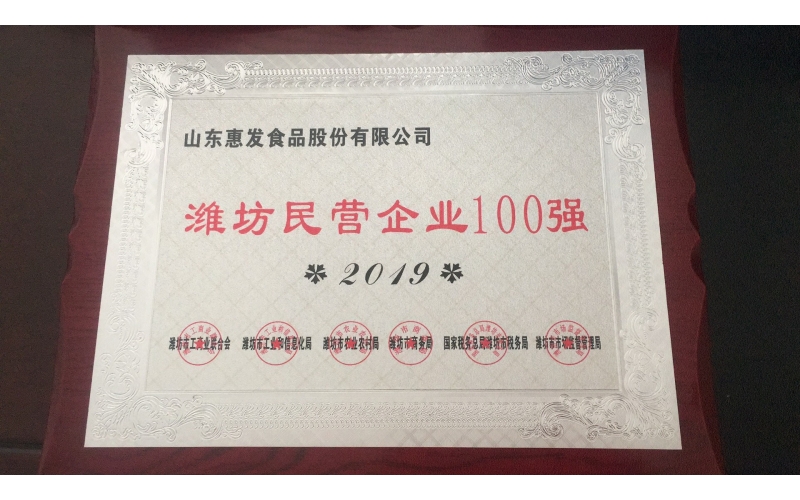 山东惠发食品股份有限公司
潍坊民营企业100强
2019
潍坊市工商业联合会 潍坊市工业和信息化局 潍坊市农业农村局 潍坊市商务局 国家税务总局潍坊市税务局 潍坊市市场监督管理局